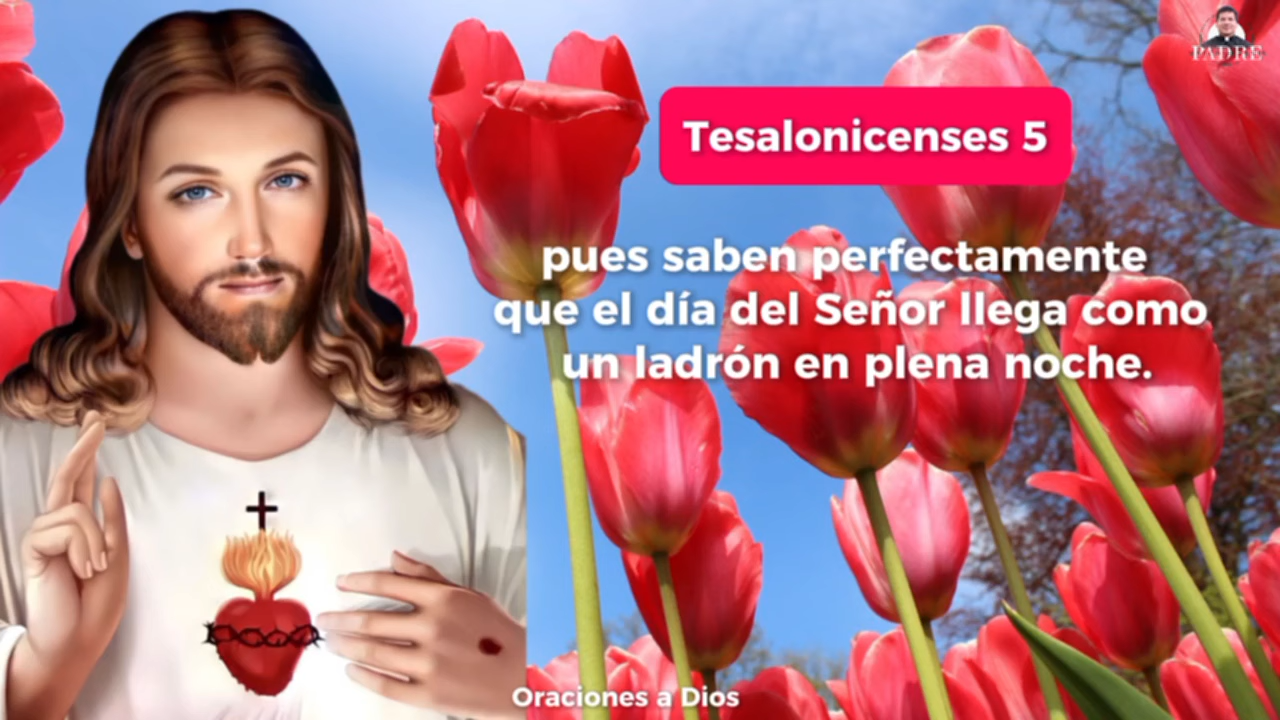 PADRE
Tesalonicenses 5
pues saben perfectamente
que el día del Señor llega como
un ladrón en plena noche.
Oraciones a Dios